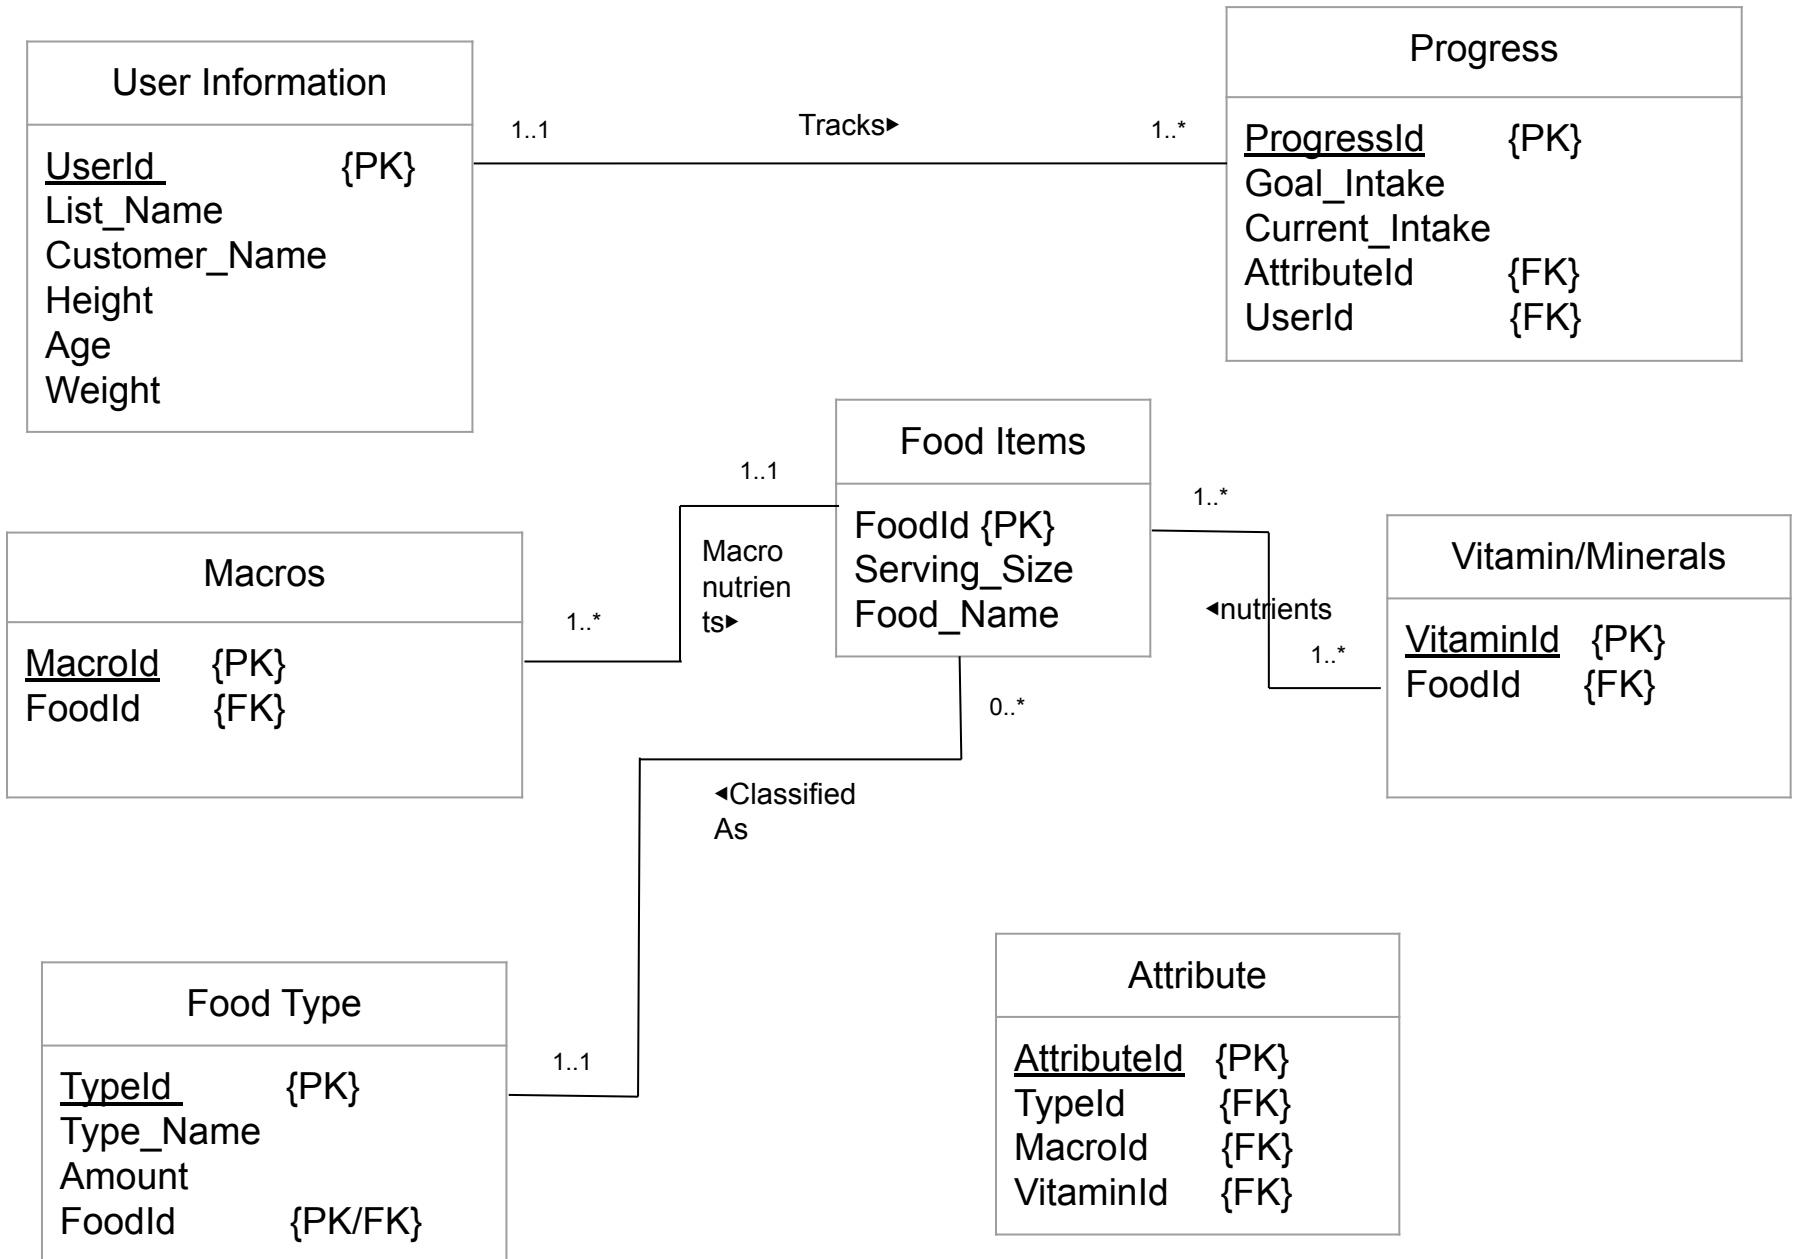 User Information
UserId {PK}
List_Name
Customer_Name
Height
Age
Weight
1..1
Tracks►
1..*
Progress
ProgressId {PK}
Goal_Intake
Current_Intake
AttributeId {FK}
UserId {FK}
Food Items
FoodId {PK}
Serving_Size
Food_Name
1..1
Macro
nutrien
ts►
1..*
Macros
MacroId {PK}
FoodId {FK}
1..*
◄nutrients
1..*
Vitamin/Minerals
VitaminId {PK}
FoodId {FK}
0..*
◄Classified
As
1..1
Food Type
TypeId {PK}
Type_Name
Amount
FoodId {PK/FK}
Attribute
AttributeId {PK}
TypeId {FK}
MacroId {FK}
VitaminId {FK}